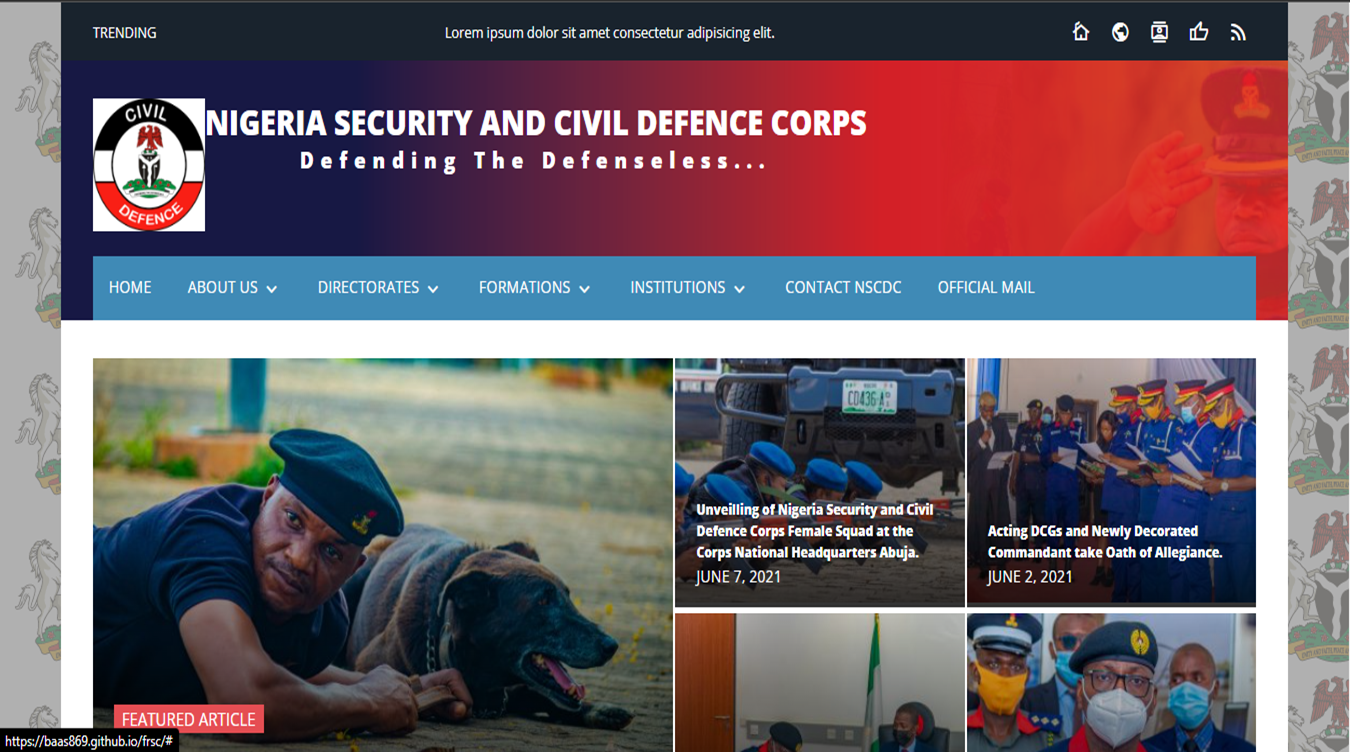 TRENDING
Lorem ipsum dolor sit amet consectetur adipisicing elit.
CIVIL
DEFENCE
NIGERIA SECURITY AND CIVIL DEFENCE CORPS
Defending The Defenseless...
HOME
ABOUT US
DIRECTORATES
FORMATIONS
INSTITUTIONS
CONTACT NSCDC
OFFICIAL MAIL
FEATURED ARTICLE
Unveilling of Nigeria Security and Civil
Defence Corps Female Squad at the
Corps National Headquarters Abuja.
JUNE 7, 2021
Acting DCGs and Newly Decorated
Commandant take Oath of Allegiance.
JUNE 2, 2021
https://baas869.github.io/frsc/#